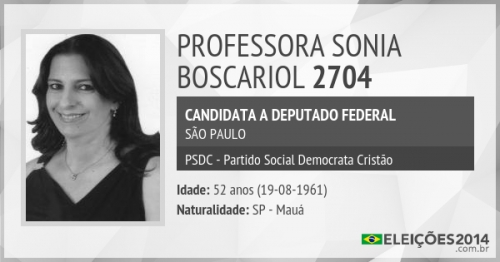 PROFESSORA SONIA
BOSCARIOL 2704
CANDIDATA A DEPUTADO FEDERAL
SÃO PAULO
PSDC - Partido Social Democrata Cristão
Idade: 52 anos (19-08-1961)
Naturalidade: SP - Mauá
ELEIÇÕES2014
.com.br